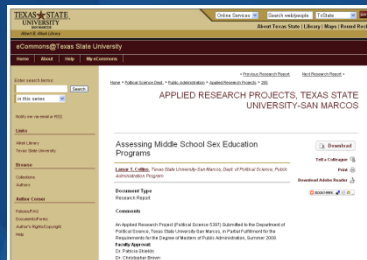 TEXAS STATE
UNIVERSITY
SAN MARCOS
Albert B. Alkek Library
Online Services
Search web/people
TxState
About Texas State | Library | Maps | Round Rock
eCommons@Texas State University
Home | About | Help | My eCommons
Enter search terms:
Search
in this series
Notify me via email or RSS
Links
Alkek Library
Texas State University
Browse
Collections
Authors
Author Corner
Policies/FAQ
Documents/Forms
Author's Rights/Copyright
Help
< Previous Research Report
Next Research Report >
Home > Political Science Dept. > Public Administration > Applied Research Projects >
APPLIED RESEARCH PROJECTS, TEXAS STATE
UNIVERSITY-SAN MARCOS
Assessing Middle School Sex Education
Programs
Collins, Texas State University-San Marcos, Dept. of Political Science, Public
Administration Program
Document Type
Research Report
Comments
An Applied Research Project (Political Science 5397) Submitted to the Department of
Political Science, Texas State University-San Marcos, in Partial Fulfillment for the
Requirements for the Degree of Masters of Public Administration, Summer 2009.
Faculty Approval:
Dr. Patricia Shields
Dr. Christopher Brown
Download
Tell a Colleague
Print
Download Adobe Reader